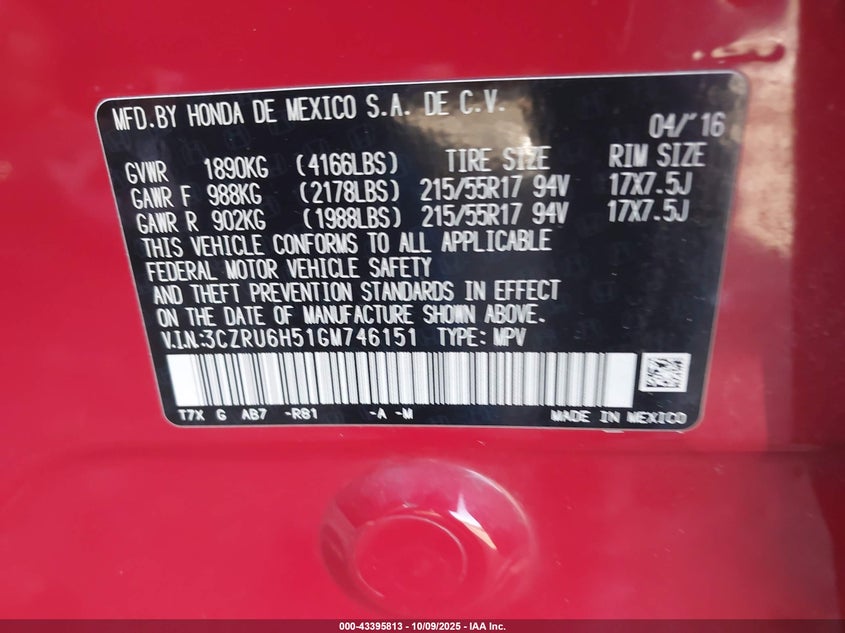 MFD.BY HONDA DE MEXICO S.A. DE C.V.
04/'16
GVWR 1890KG (4166LBS) TIRE SIZE RIM SIZE
GAWR F 988KG (2178LBS) 215/55R17 94V 17X7.5J
GAWR R 902KG (1988LBS) 215/55R17 94V 17X7.5J
THIS VEHICLE CONFORMS TO ALL APPLICABLE
FEDERAL MOTOR VEHICLE SAFETY
AND THEFT PREVENTION STANDARDS IN EFFECT
ON THE DATE OF MANUFACTURE SHOWN ABOVE.
V.I.N:3CZRU6H51GM746151 TYPE:MPV
T7X G AB7 -R81 -A -M MADE IN MEXICO
000-43395813 - 10/09/2025 - IAA Inc.